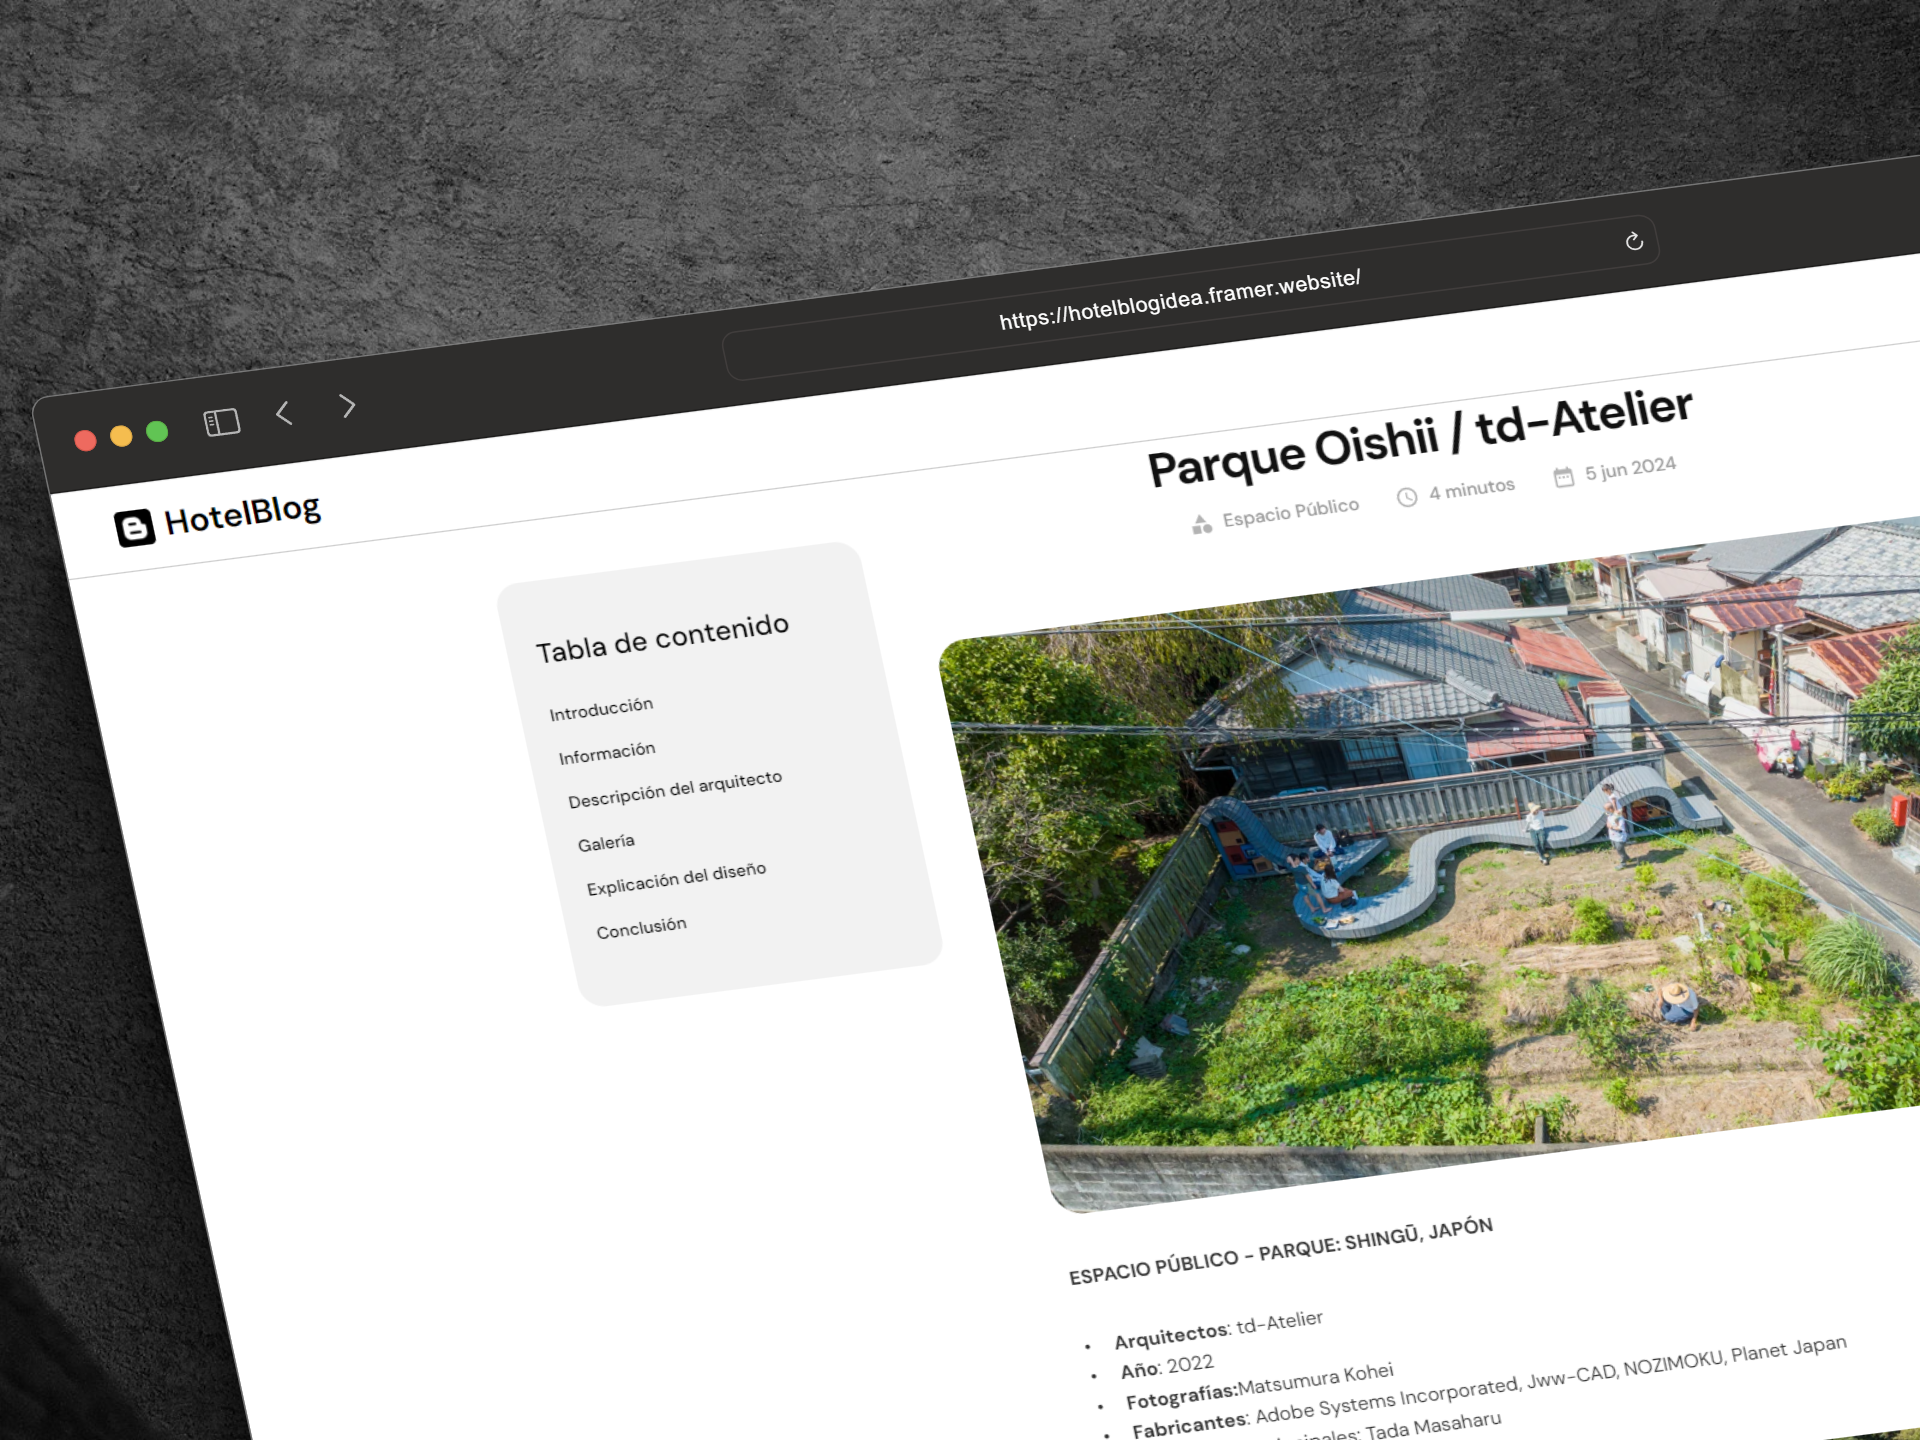 https://hotelblogidea.framer.website/
HotelBlog
Parque Oishii / td-Atelier
Espacio Público 4 minutos 5 jun 2024
Tabla de contenido
Introducción
Información
Descripción del arquitecto
Galería
Explicación del diseño
Conclusión
ESPACIO PÚBLICO - PARQUE: SHINGŪ, JAPÓN
• Arquitectos: td-Atelier
• Año: 2022
• Fotografías:Matsumura Kohei
• Fabricantes: Adobe Systems Incorporated, Jww-CAD, NOZIMOKU, Planet Japan
Tada Masaharu